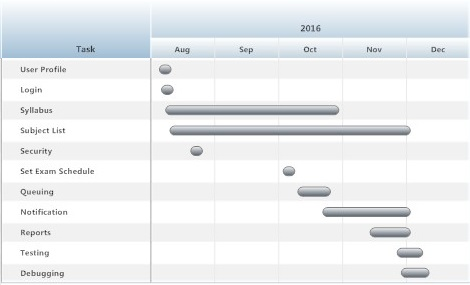 2016
Task Aug Sep Oct Nov Dec
User Profile
Login
Syllabus
Subject List
Security
Set Exam Schedule
Queuing
Notification
Reports
Testing
Debugging